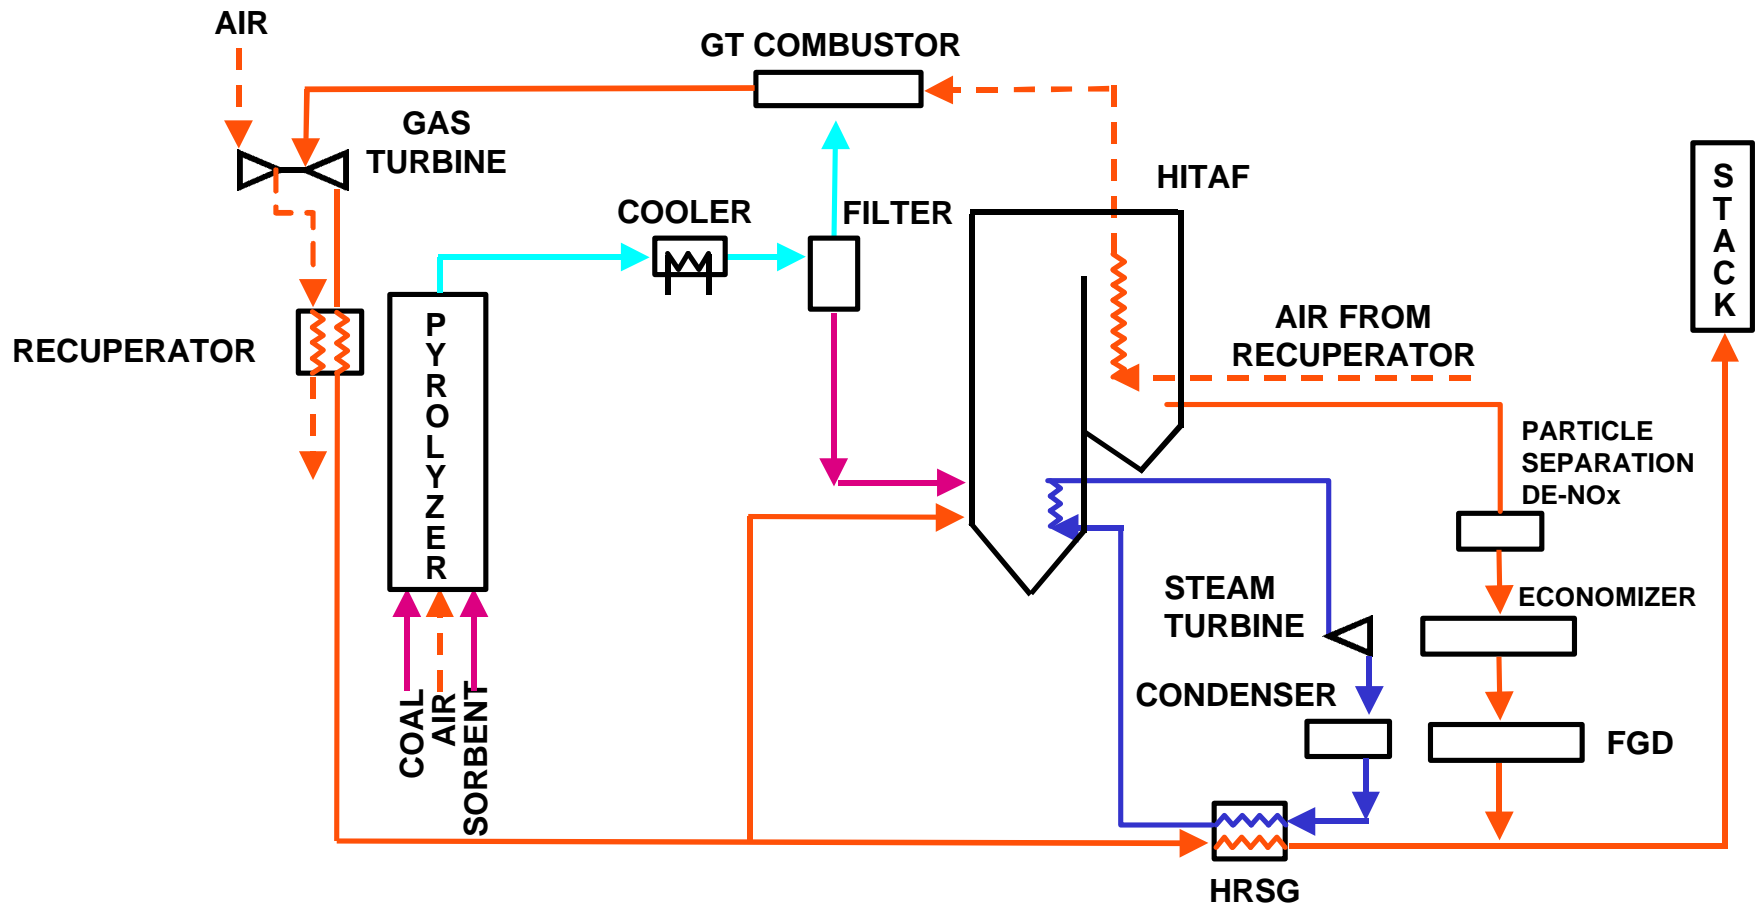 AIR
GT COMBUSTOR
GAS
TURBINE
HITAF
STACK
COOLER
FILTER
RECUPERATOR
PYROLYZER
AIR FROM
RECUPERATOR
PARTICLE
SEPARATION
DE-NOx
STEAM
TURBINE
ECONOMIZER
CONDENSER
FGD
COAL
AIR
SORBENT
HRSG